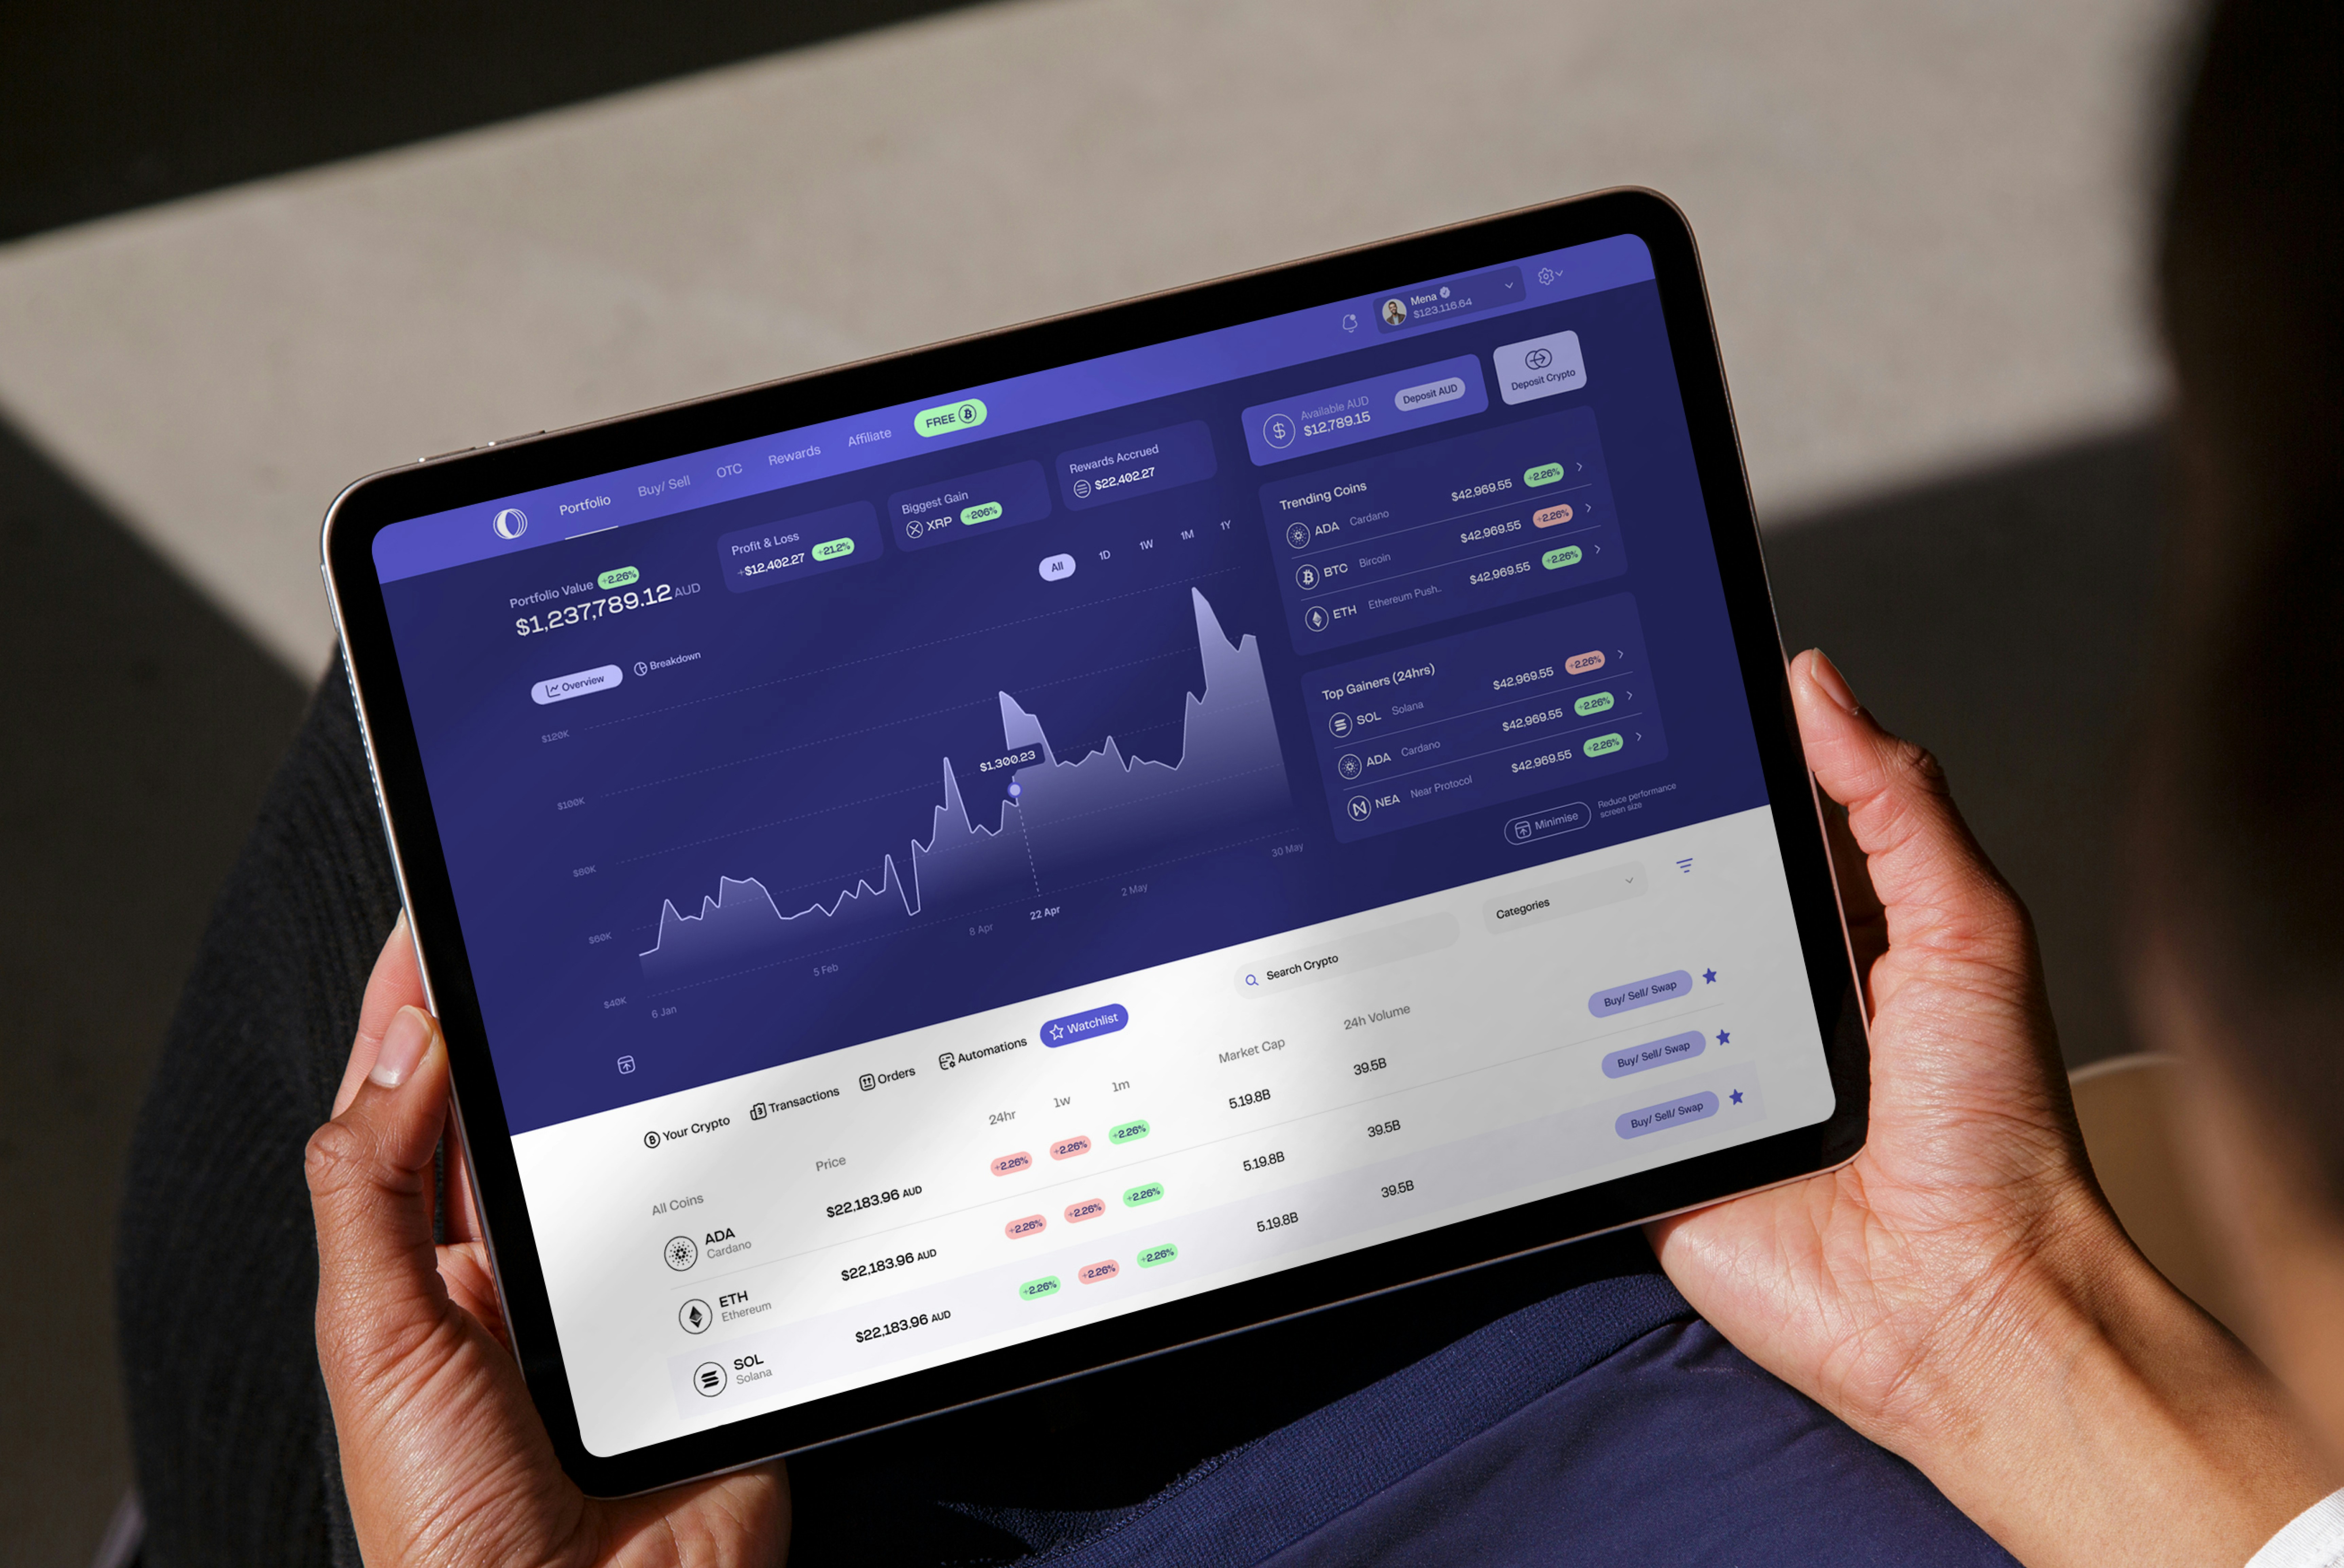 Portfolio
Buy/ Sell
OTC
Rewards
Affiliate
FREE
Mena
$123.116.64
Portfolio Value +2.26%
$1,237,789.12 AUD
Profit & Loss
+$12,402.27 +21.2%
Biggest Gain
XRP +206%
Rewards Accrued
$22,402.27
Available AUD
$12,789.15
Deposit AUD
Deposit Crypto
Overview
Breakdown
All 1D 1W 1M 1Y
$120K
$100K
$80K
$60K
$40K
$1,300.23
6 Jan
5 Feb
8 Apr
22 Apr
2 May
30 May
Trending Coins
ADA Cardano $42,969.55 +2.26%
BTC Bircoin $42,969.55 +2.26%
ETH Ethereum Push.. $42,969.55 +2.26%
Top Gainers (24hrs)
SOL Solana $42,969.55 +2.26%
ADA Cardano $42,969.55 +2.26%
NEA Near Protocol $42,969.55 +2.26%
Minimise
Reduce performance
screen size
Your Crypto
Transactions
Orders
Automations
Watchlist
Search Crypto
Categories
All Coins Price 24hr 1w 1m Market Cap 24h Volume
ADA
Cardano
$22,183.96 AUD +2.26% +2.26% +2.26% 5.19.8B 39.5B Buy/ Sell/ Swap
ETH
Ethereum
$22,183.96 AUD +2.26% +2.26% +2.26% 5.19.8B 39.5B Buy/ Sell/ Swap
SOL
Solana
$22,183.96 AUD +2.26% +2.26% +2.26% 5.19.8B 39.5B Buy/ Sell/ Swap